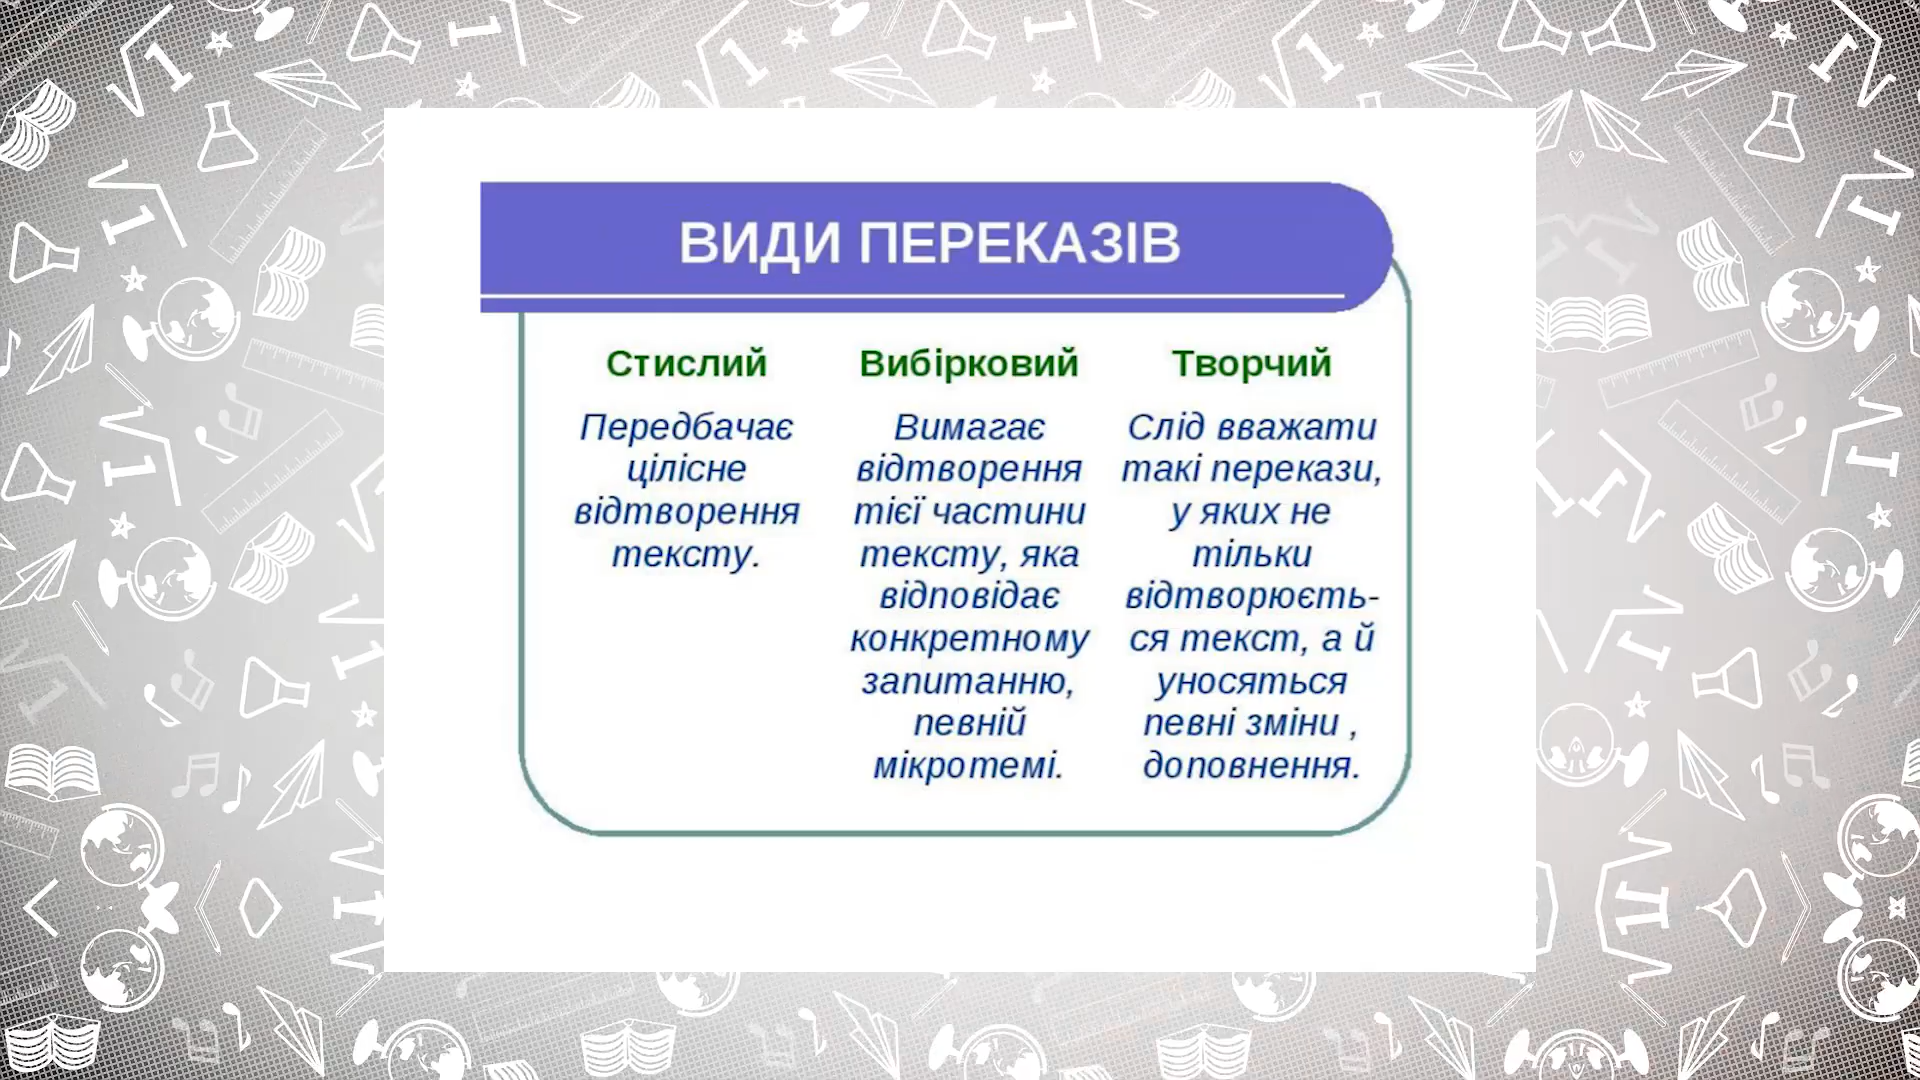 ВИДИ ПЕРЕКАЗІВ
Стислий
Передбачає
цілісне
відтворення
тексту.
Вибірковий
Вимагає
відтворення
тієї частини
тексту, яка
відповідає
конкретному
запитанню,
певній
мікротемі.
Творчий
Слід вважати
такі перекази,
у яких не
тільки
відтворюєть-
ся текст, а й
уносяться
певні зміни ,
доповнення.